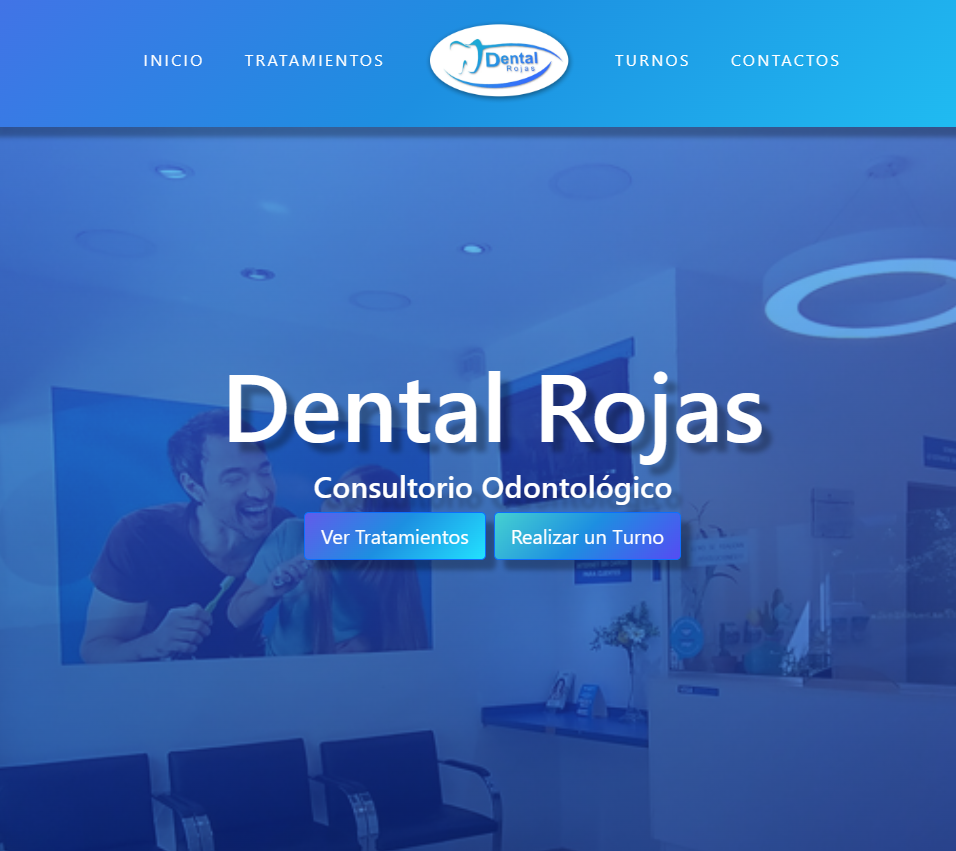 INICIO
TRATAMIENTOS
Dental
Rojas
TURNOS
CONTACTOS
Dental Rojas
Consultorio Odontológico
Ver Tratamientos
Realizar un Turno